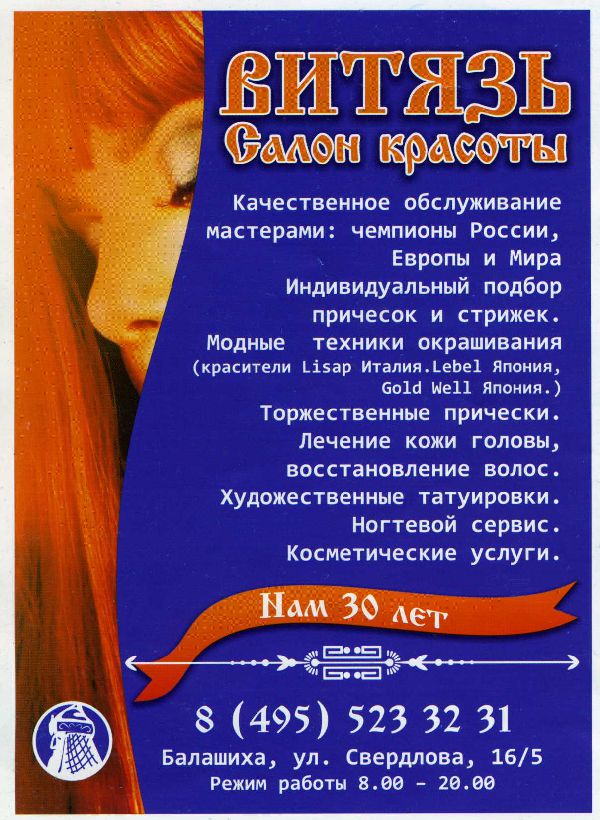 ВИТЯЗЬ
Салон красоты
Качественное обслуживание
мастерами: чемпионы России,
Европы и Мира
Индивидуальный подбор
причесок и стрижек.
Модные техники окрашивания
(красители Lisap Италия.Lebel Япония,
Gold Well Япония.)
Торжественные прически.
Лечение кожи головы,
восстановление волос.
Художественные татуировки.
Ногтевой сервис.
Косметические услуги.
Нам 30 лет
8 (495) 523 32 31
Балашиха, ул. Свердлова, 16/5
Режим работы 8.00 – 20.00